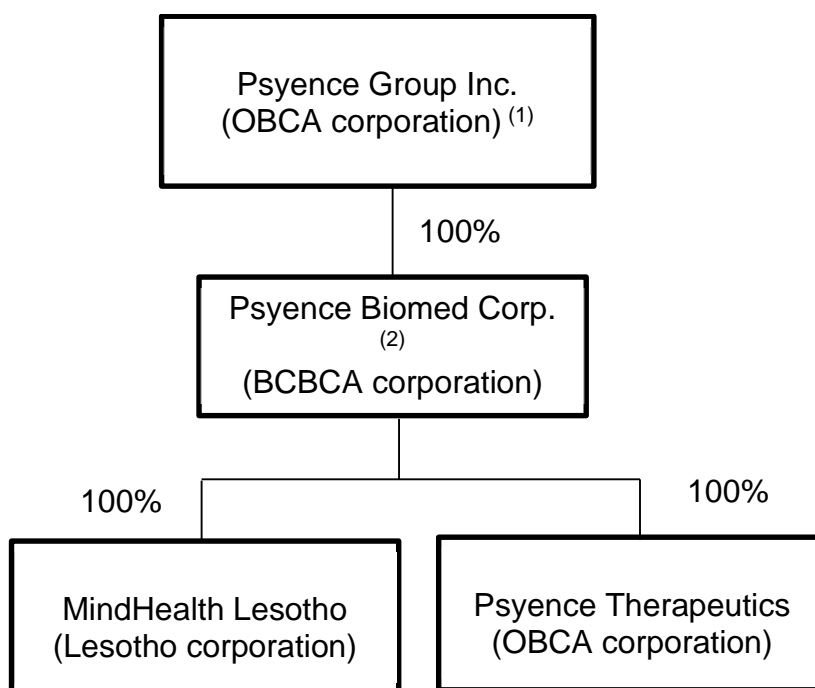 Psyence Group Inc.
(OBCA corporation) (1)
100%
Psyence Biomed Corp.
(2)
(BCBCA corporation)
100%
100%
MindHealth Lesotho
(Lesotho corporation)
Psyence Therapeutics
(OBCA corporation)